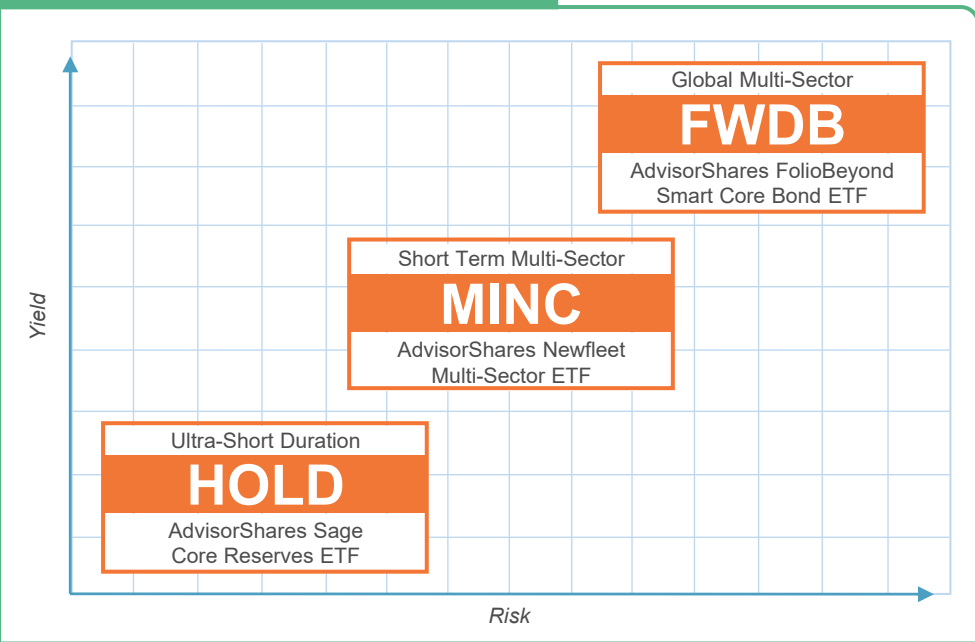 Global Multi-Sector
FWDB
AdvisorShares FolioBeyond
Smart Core Bond ETF
Short Term Multi-Sector
MINC
AdvisorShares Newfleet
Multi-Sector ETF
Yield
Ultra-Short Duration
HOLD
AdvisorShares Sage
Core Reserves ETF
Risk